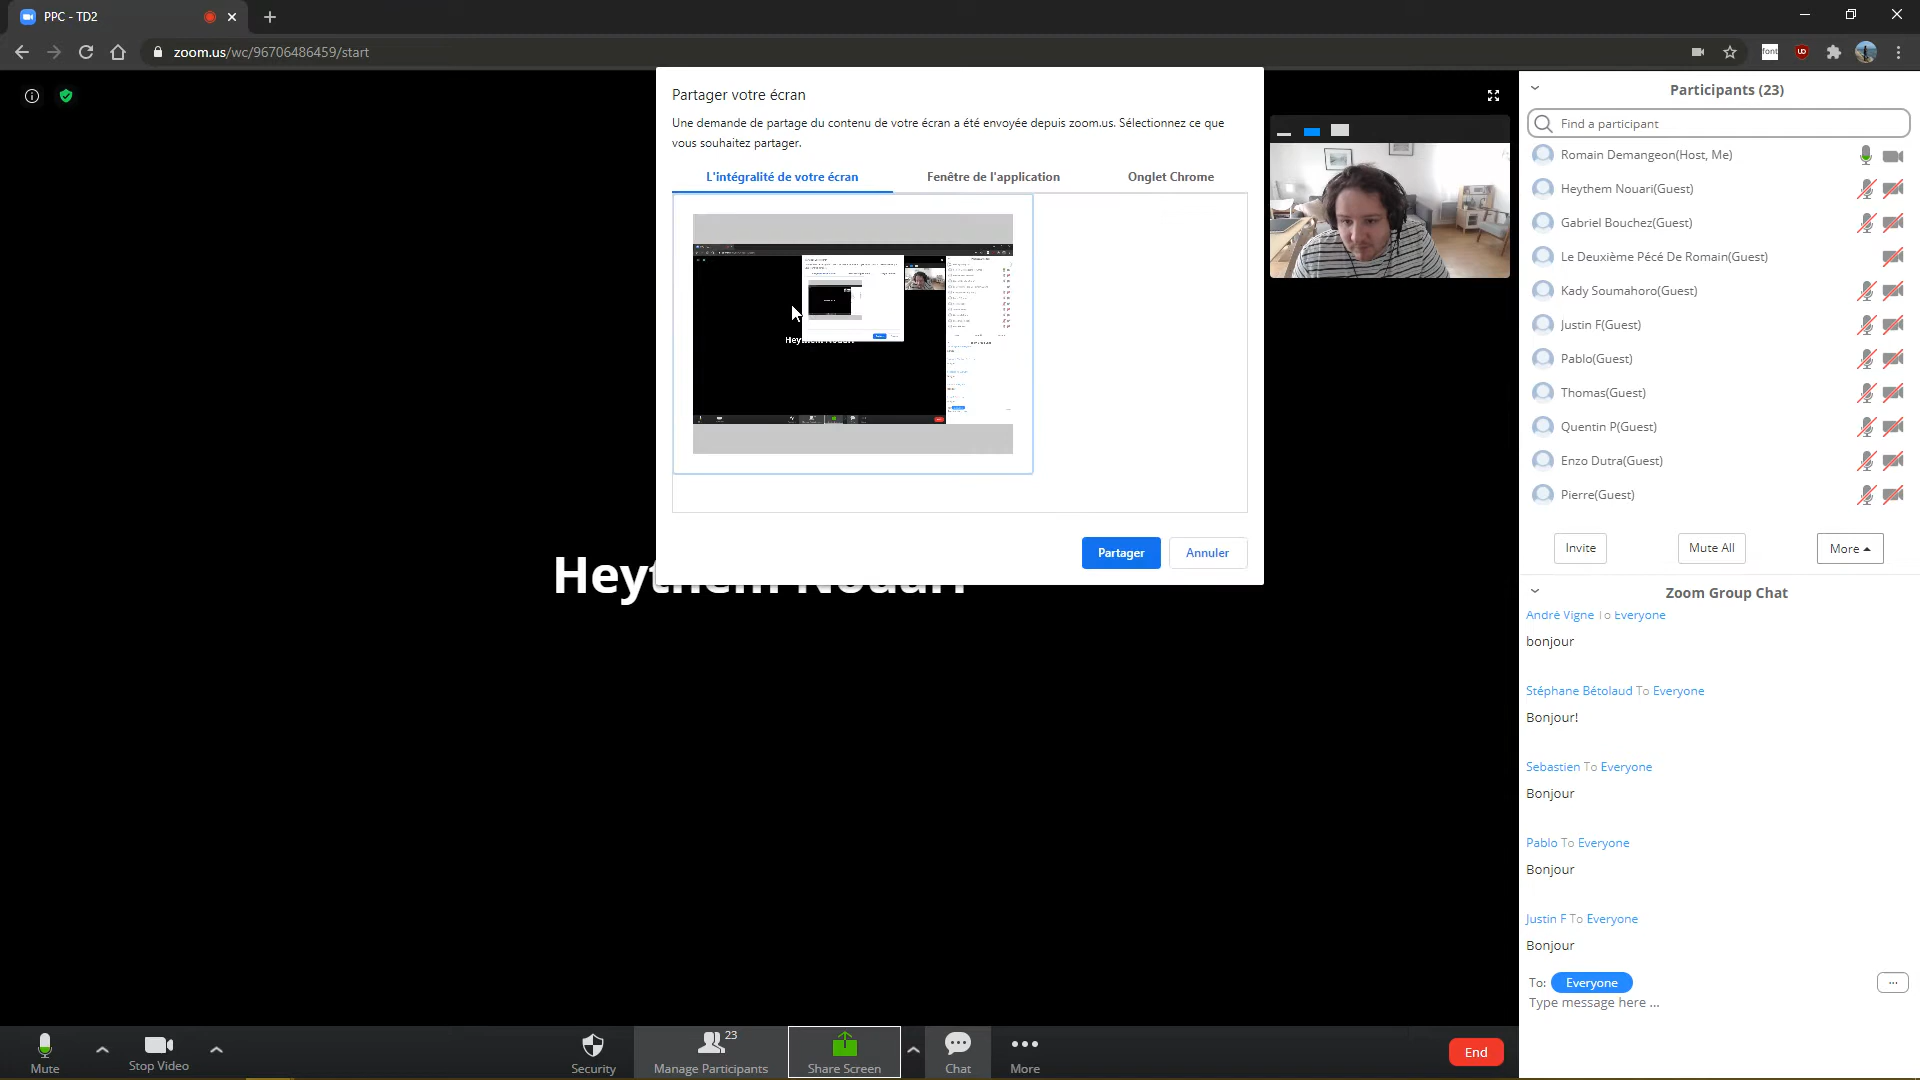 PPC - TD2
zoom.us/wc/96706486459/start
font
Partager votre écran
Une demande de partage du contenu de votre écran a été envoyée depuis zoom.us. Sélectionnez ce que
vous souhaitez partager.
L'intégralité de votre écran
Fenêtre de l'application
Onglet Chrome
Partager
Annuler
Heythem Nouari
Participants (23)
Find a participant
Romain Demangeon(Host, Me)
Heythem Nouari(Guest)
Gabriel Bouchez(Guest)
Le Deuxième Pécé De Romain(Guest)
Kady Soumahoro(Guest)
Justin F(Guest)
Pablo(Guest)
Thomas(Guest)
Quentin P(Guest)
Enzo Dutra(Guest)
Pierre(Guest)
Invite
Mute All
More
Zoom Group Chat
André Vigne To Everyone
bonjour
Stéphane Bétolaud To Everyone
Bonjour!
Sebastien To Everyone
Bonjour
Pablo To Everyone
Bonjour
Justin F To Everyone
Bonjour
To: Everyone
...
Type message here ...
Mute
Stop Video
Security
23
Manage Participants
Share Screen
Chat
More
End